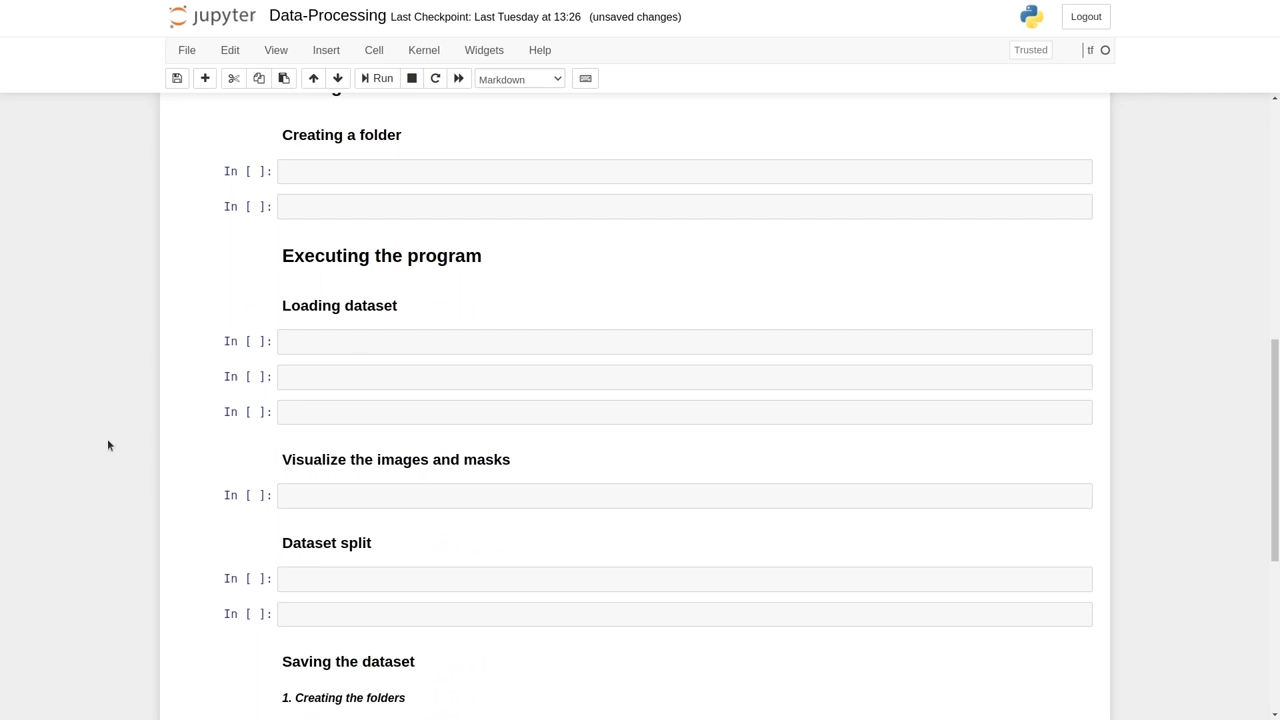 jupyter Data-Processing Last Checkpoint: Last Tuesday at 13:26 (unsaved changes) Logout
File Edit View Insert Cell Kernel Widgets Help Trusted tf
Run Markdown
Creating a folder
In [ ]:
In [ ]:
Executing the program
Loading dataset
In [ ]:
In [ ]:
In [ ]:
Visualize the images and masks
In [ ]:
Dataset split
In [ ]:
In [ ]:
Saving the dataset
1. Creating the folders